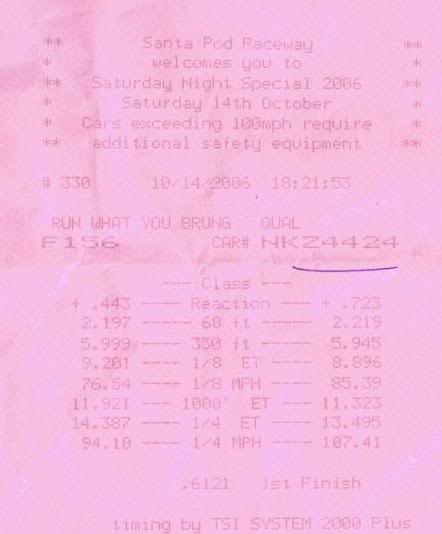 ** Santa Pod Raceway **
* welcomes you to *
** Saturday Night Special 2006 **
* Saturday 14th October *
* Cars exceeding 100mph require *
** additional safety equipment **
# 330 10/14/2006 18:21:53
RUN WHAT YOU BRUNG QUAL
F156 CAR# NKZ4424
--- Class ---
+ .443 ---- Reaction ---- + .723
2.197 ----- 60 ft ----- 2.219
5.999* ---- 330 ft ----- 5.945
9.201 ---- 1/8 ET ---- 8.896
76.54 ---- 1/8 MPH ---- 85.39
11.921 --- 1000' ET ---- 11.323
14.387 ---- 1/4 ET ---- 13.495
94.10 ---- 1/4 MPH ---- 107.41
.6121 1st Finish
timing by TSI SYSTEM 2000 Plus